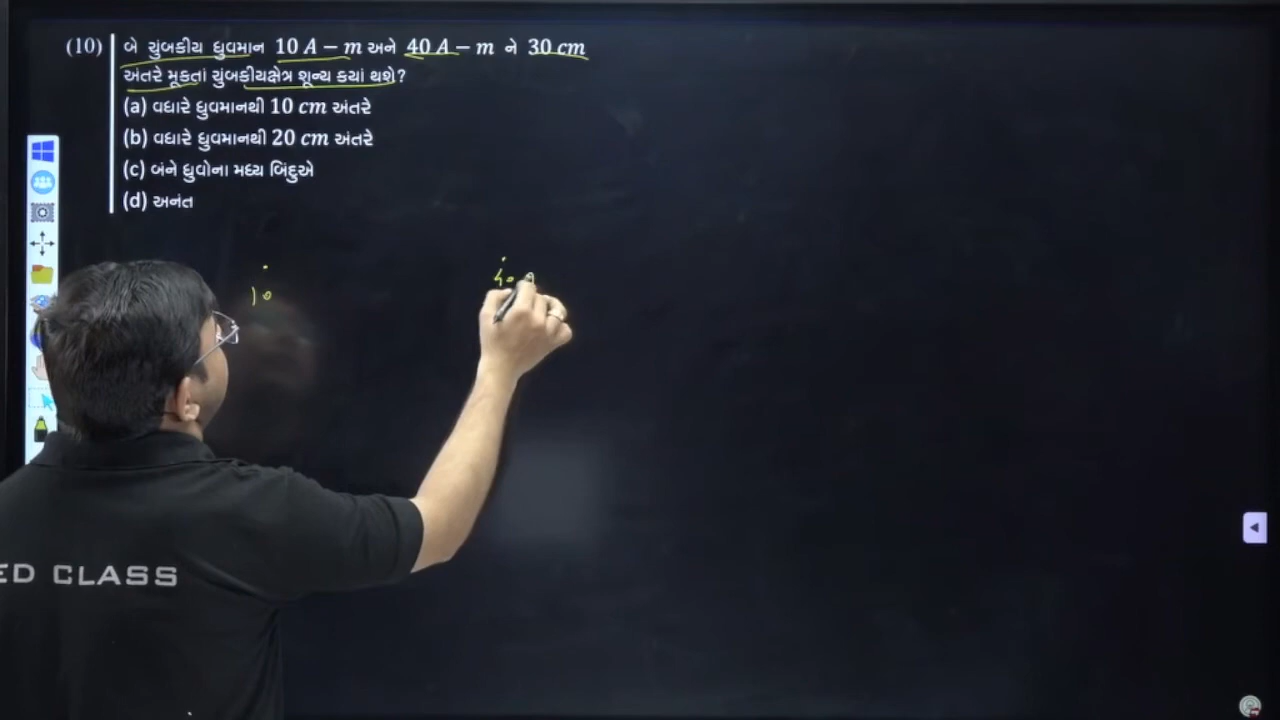 (10) બે ચુંબકીય ધ્રુવમાન 10 A – m અને 40 A – m ને 30 cm
અંતરે મૂકતાં ચુંબકીયક્ષેત્ર શૂન્ય કયાં થશે?
(a) વધારે ધ્રુવમાનથી 10 cm અંતરે
(b) વધારે ધ્રુવમાનથી 20 cm અંતરે
(c) બંને ધ્રુવોના મધ્ય બિંદુએ
(d) અનંત
10
40
ED CLASS